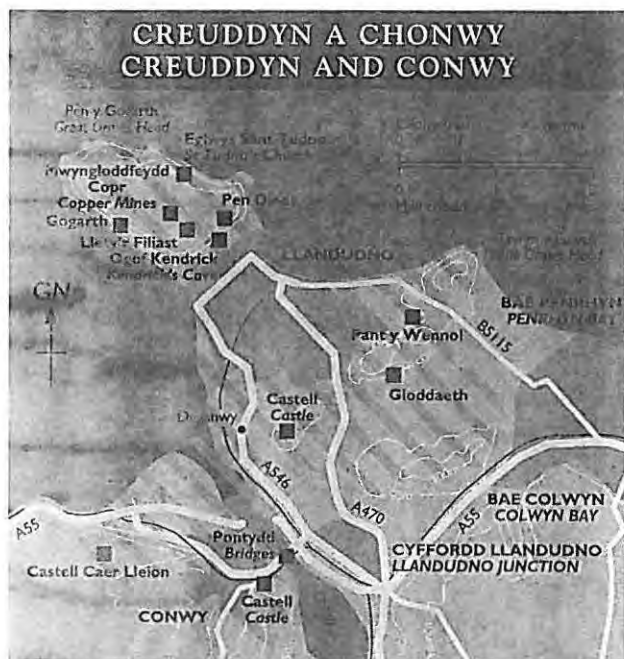 CREUDDYN A CHONWY
CREUDDYN AND CONWY
Pen y Gogarth
Great Orme Head
Eglwys Sant Tudno
St Tudno's Church
Mwyngloddfeydd
Copr
Copper Mines
Pen Dinas
Gogarth
Llety'r Filiast
Ogof Kendrick
Kendrick's Cave
LLANDUDNO
GN
BAE PENRHYN
PENRHYN BAY
B5115
Pant y Wennol
Gloddaeth
Castell
Castle
Deganwy
A546
A470
A55
BAE COLWYN
COLWYN BAY
A55
Pontydd
Bridges
CYFFORDD LLANDUDNO
LLANDUDNO JUNCTION
Castell Caer Lleion
Castell
Castle
CONWY